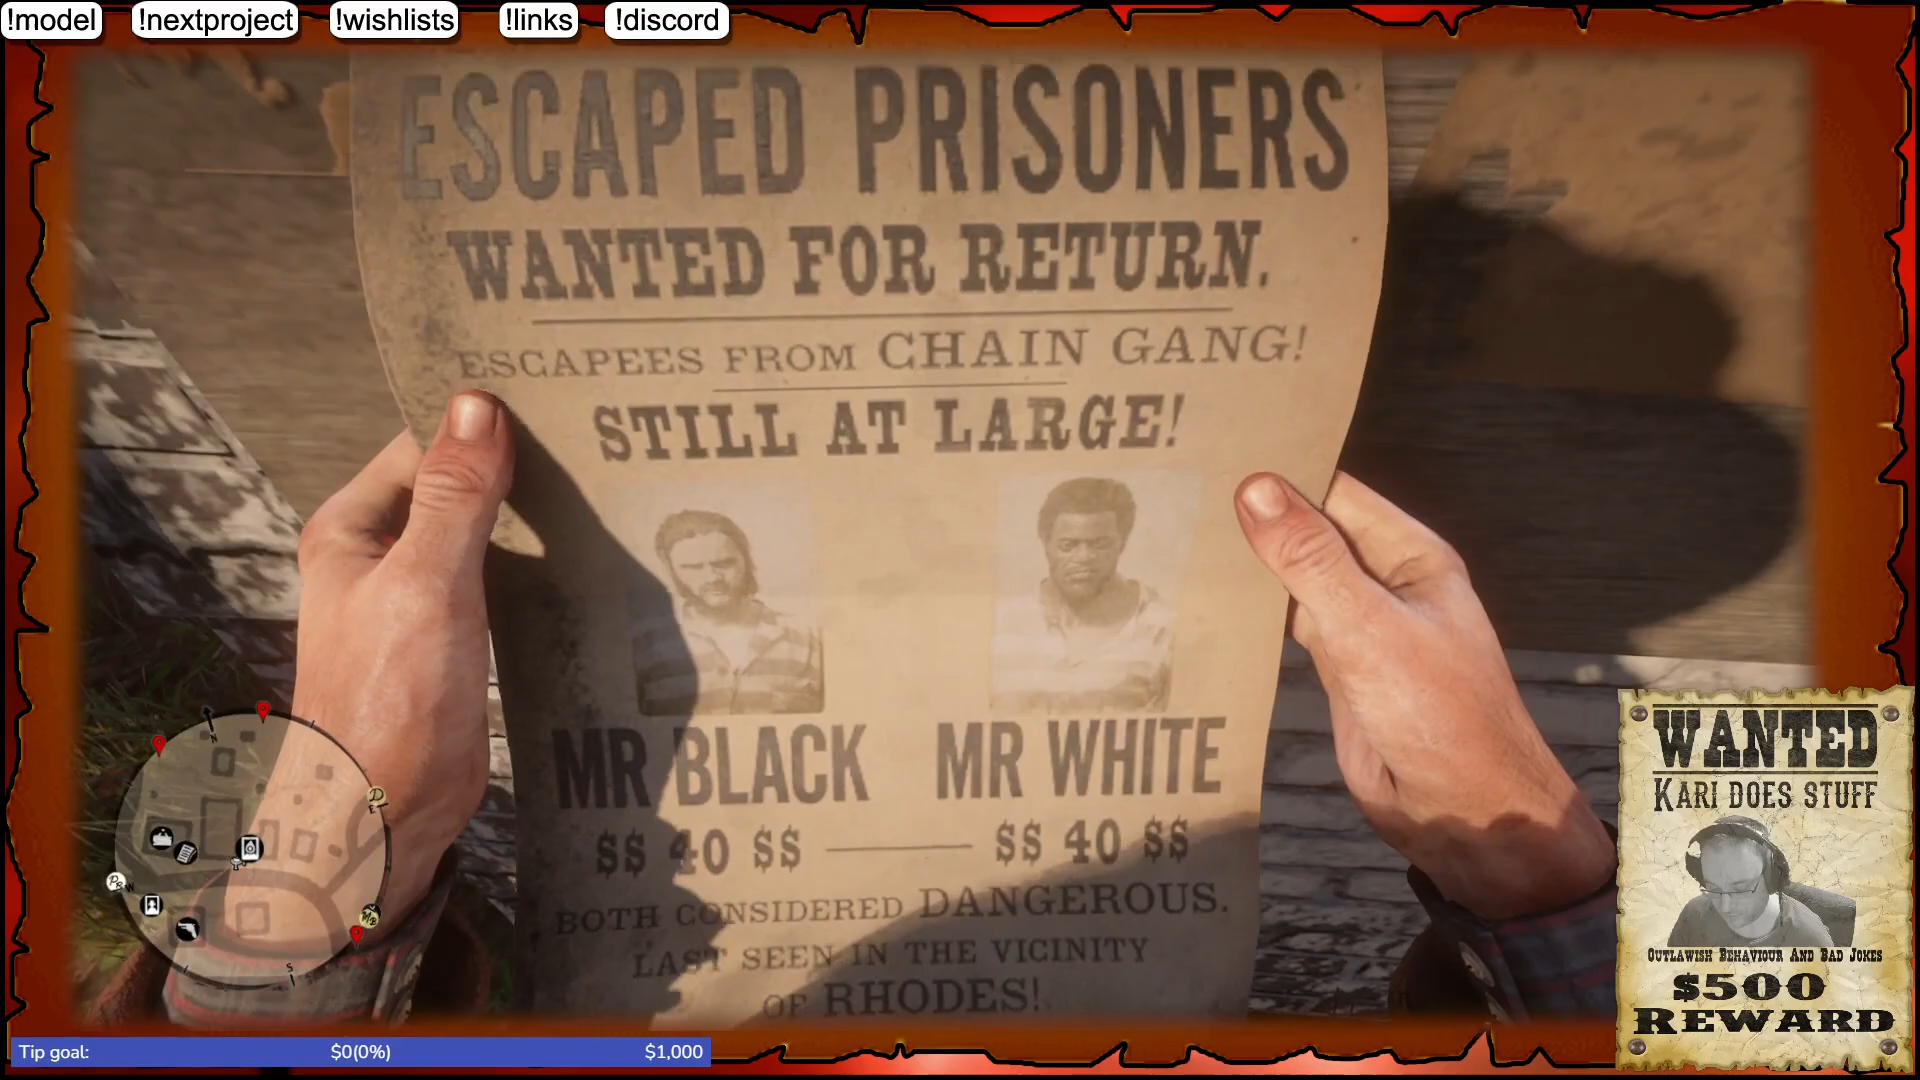 !model !nextproject !wishlists !links !discord
ESCAPED PRISONERS
WANTED FOR RETURN.
ESCAPEES FROM CHAIN GANG!
STILL AT LARGE!
MR BLACK MR WHITE
$$ 40 $$ $$ 40 $$
BOTH CONSIDERED DANGEROUS.
LAST SEEN IN THE VICINITY
OF RHODES!
N
E
S
W
D
MB
WANTED
KARI DOES STUFF
OUTLAWISH BEHAVIOUR AND BAD JOKES
$500
REWARD
Tip goal: $0(0%) $1,000